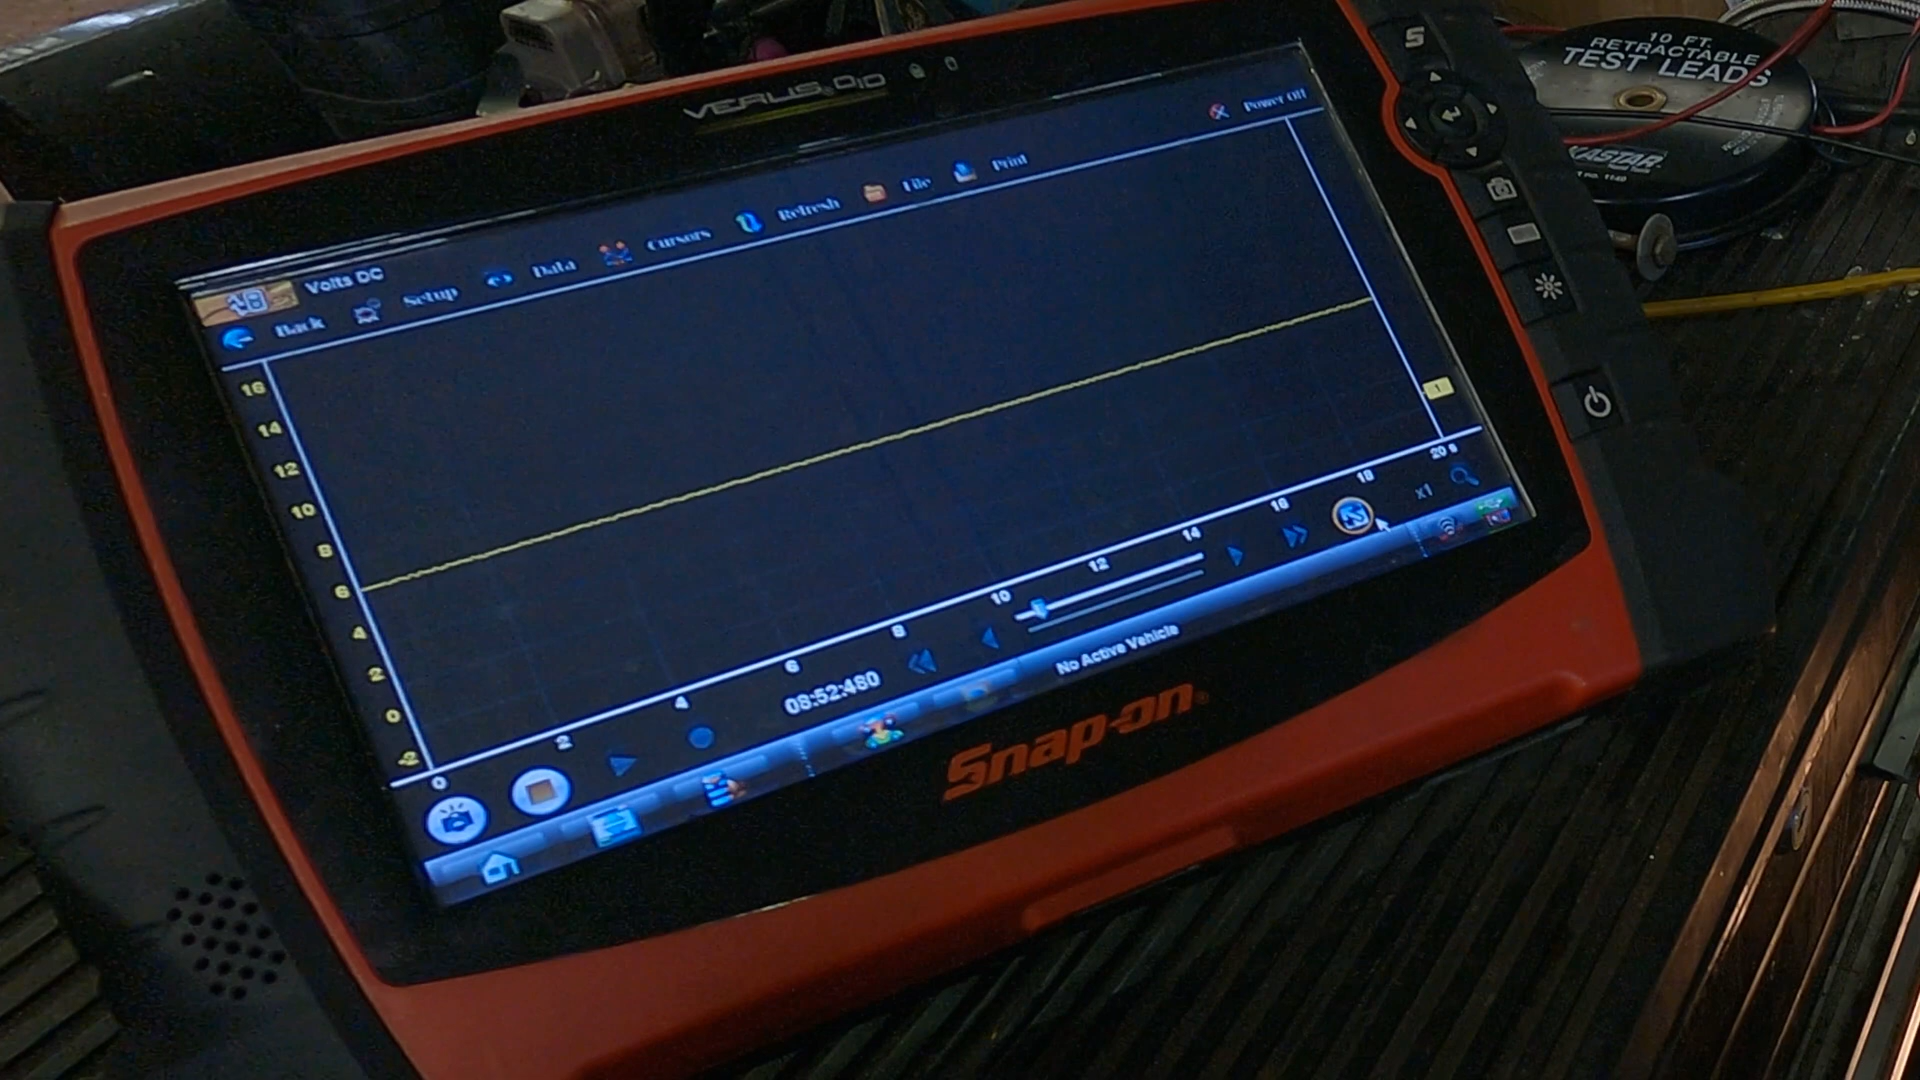 VERUS PRO
S
10 FT.
RETRACTABLE
TEST LEADS
KASTAR
Power Off
Volts DC
Back
Setup
Data
Cursors
Refresh
File
Print
16
14
12
10
8
6
4
2
0
-2
1
0
2
4
6
8
10
12
14
16
18
20 s
x1
08:52:480
No Active Vehicle
Snap-on